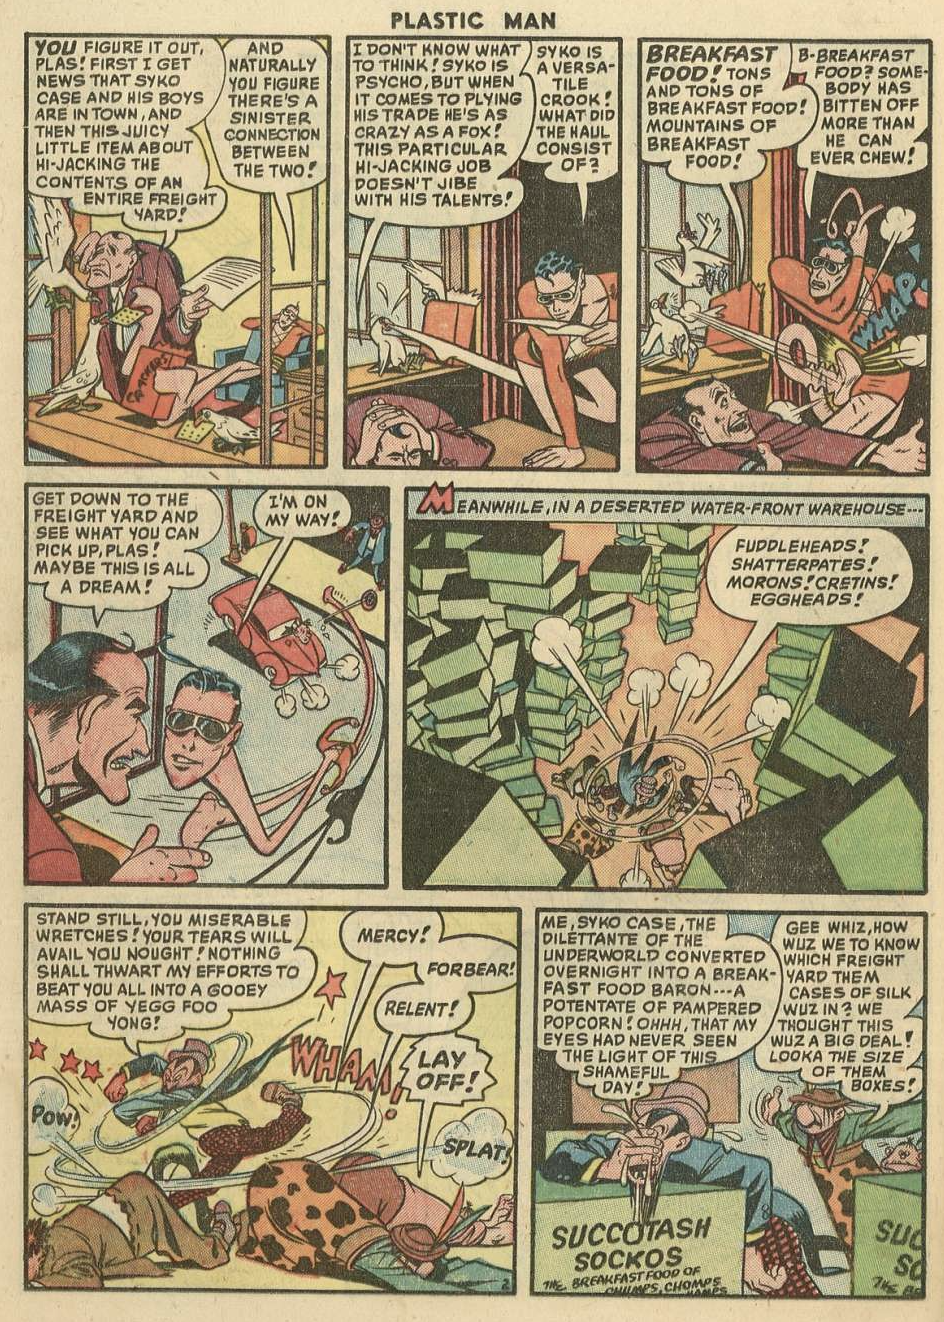 PLASTIC MAN
YOU FIGURE IT OUT,
PLAS! FIRST I GET
NEWS THAT SYKO
CASE AND HIS BOYS
ARE IN TOWN, AND
THEN THIS JUICY
LITTLE ITEM ABOUT
HI-JACKING THE
CONTENTS OF AN
ENTIRE FREIGHT
YARD!
AND
NATURALLY
YOU FIGURE
THERE'S A
SINISTER
CONNECTION
BETWEEN
THE TWO!
CRACKERS
I DON'T KNOW WHAT
TO THINK! SYKO IS
PSYCHO, BUT WHEN
IT COMES TO PLYING
HIS TRADE HE'S AS
CRAZY AS A FOX!
THIS PARTICULAR
HI-JACKING JOB
DOESN'T JIBE
WITH HIS TALENTS!
SYKO IS
A VERSA-
TILE
CROOK!
WHAT DID
THE HAUL
CONSIST
OF?
BREAKFAST
FOOD! TONS
AND TONS OF
BREAKFAST FOOD!
MOUNTAINS OF
BREAKFAST
FOOD!
B-BREAKFAST
FOOD? SOME-
BODY HAS
BITTEN OFF
MORE THAN
HE CAN
EVER CHEW!
WHAP
GET DOWN TO THE
FREIGHT YARD AND
SEE WHAT YOU CAN
PICK UP, PLAS!
MAYBE THIS IS ALL
A DREAM!
I'M ON
MY WAY!
MEANWHILE, IN A DESERTED WATER-FRONT WAREHOUSE---
FUDDLEHEADS!
SHATTERPATES!
MORONS! CRETINS!
EGGHEADS!
STAND STILL, YOU MISERABLE
WRETCHES! YOUR TEARS WILL
AVAIL YOU NOUGHT! NOTHING
SHALL THWART MY EFFORTS TO
BEAT YOU ALL INTO A GOOEY
MASS OF YEGG FOO
YONG!
MERCY!
FORBEAR!
RELENT!
LAY
OFF!
WHAM!
POW!
SPLAT!
2
ME, SYKO CASE, THE
DILETTANTE OF THE
UNDERWORLD CONVERTED
OVERNIGHT INTO A BREAK-
FAST FOOD BARON---A
POTENTATE OF PAMPERED
POPCORN! OHHH, THAT MY
EYES HAD NEVER SEEN
THE LIGHT OF THIS
SHAMEFUL
DAY!
GEE WHIZ, HOW
WUZ WE TO KNOW
WHICH FREIGHT
YARD THEM
CASES OF SILK
WUZ IN? WE
THOUGHT THIS
WUZ A BIG DEAL!
LOOKA THE SIZE
OF THEM
BOXES!
SUCCOTASH
SOCKOS
THE BREAKFAST FOOD OF
CHUMPS, CHOMPS
SUC
SO
THE